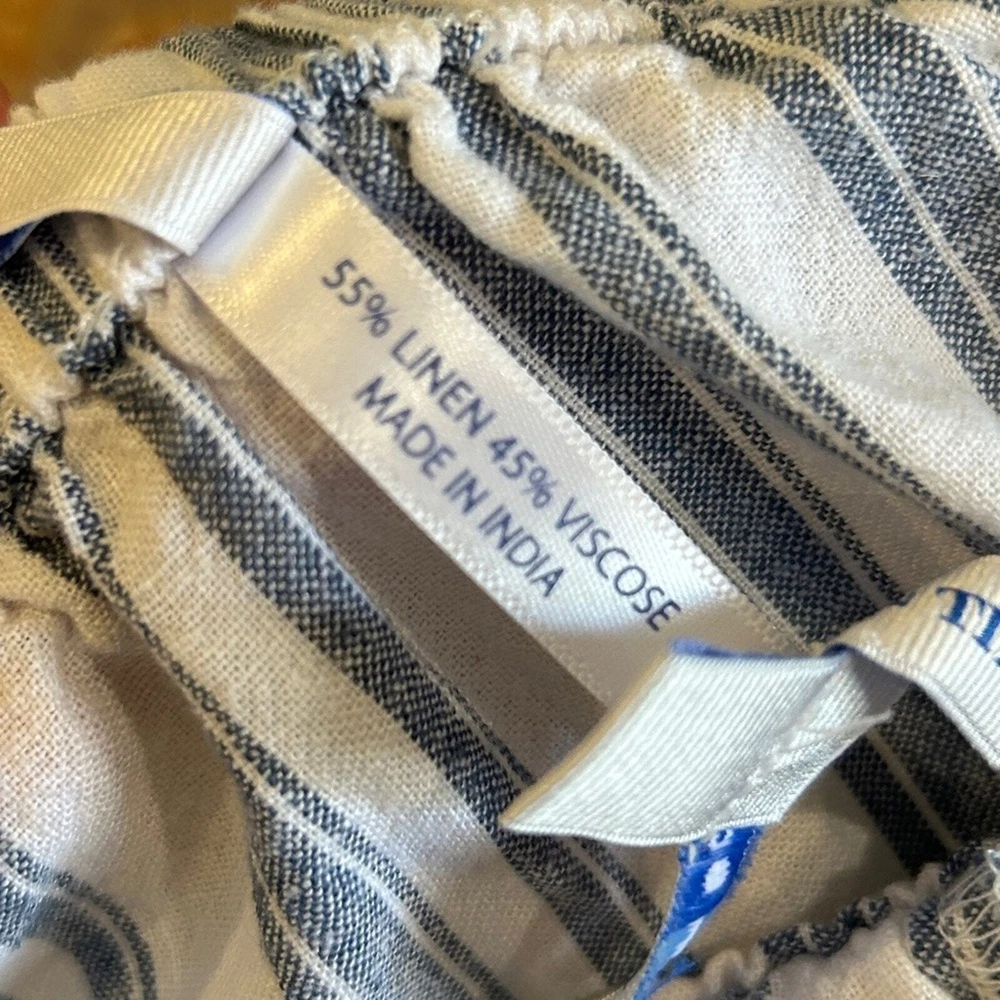 55% LINEN 45% VISCOSE
MADE IN INDIA